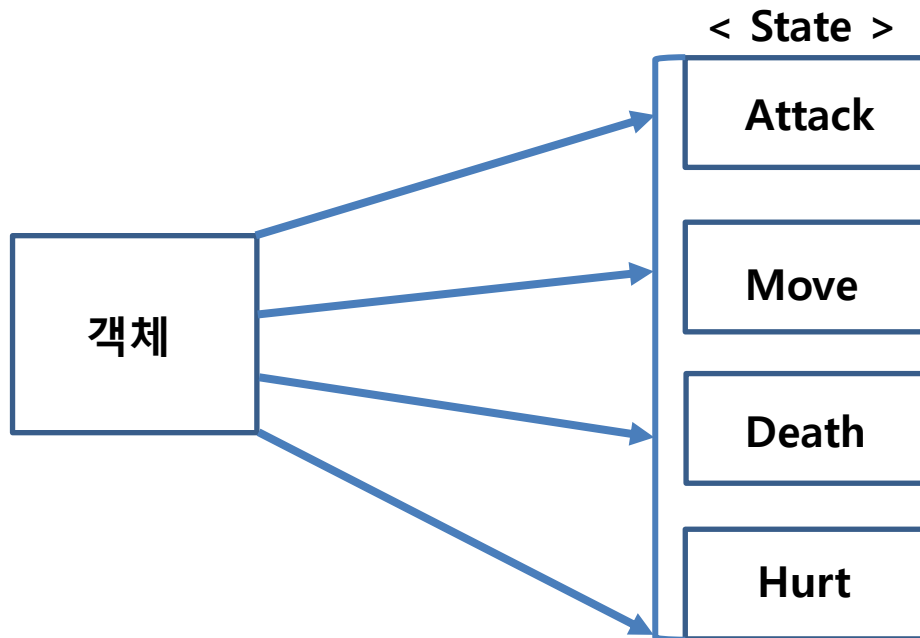 < State >
Attack
Move
객체
Death
Hurt